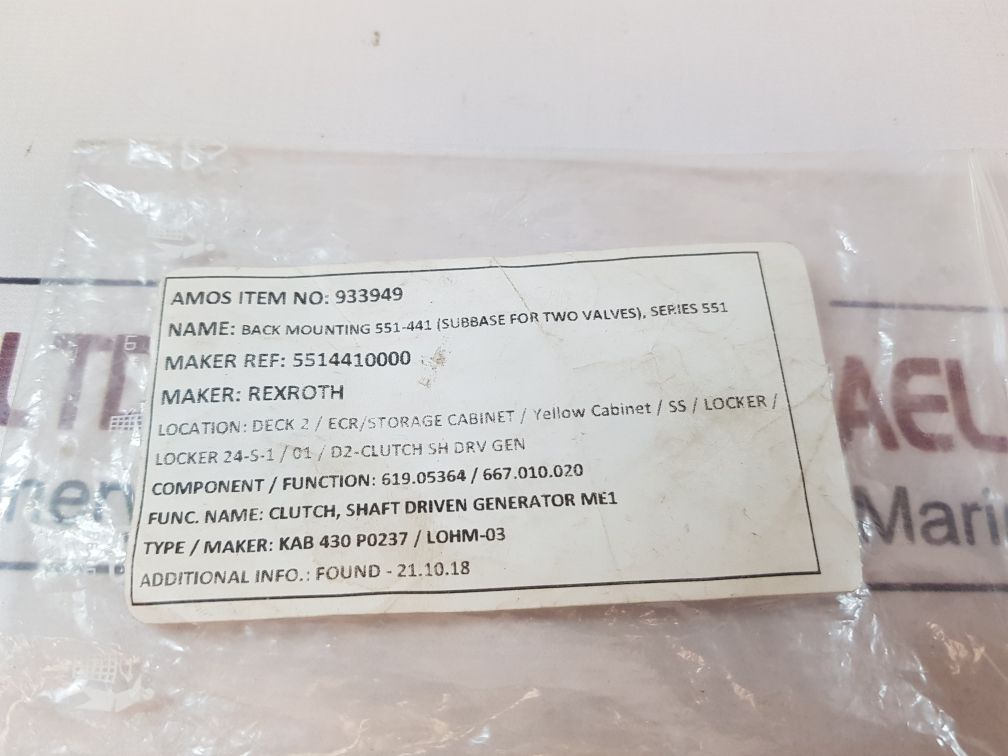 AMOS ITEM NO: 933949
NAME: BACK MOUNTING 551-441 (SUBBASE FOR TWO VALVES), SERIES 551
MAKER REF: 5514410000
MAKER: REXROTH
LOCATION: DECK 2 / ECR/STORAGE CABINET / Yellow Cabinet / SS / LOCKER /
LOCKER 24-S-1 / 01 / D2-CLUTCH SH DRV GEN
COMPONENT / FUNCTION: 619.05364 / 667.010.020
FUNC. NAME: CLUTCH, SHAFT DRIVEN GENERATOR ME1
TYPE / MAKER: KAB 430 P0237 / LOHM-03
ADDITIONAL INFO.: FOUND - 21.10.18
LTD
AEL
Mari